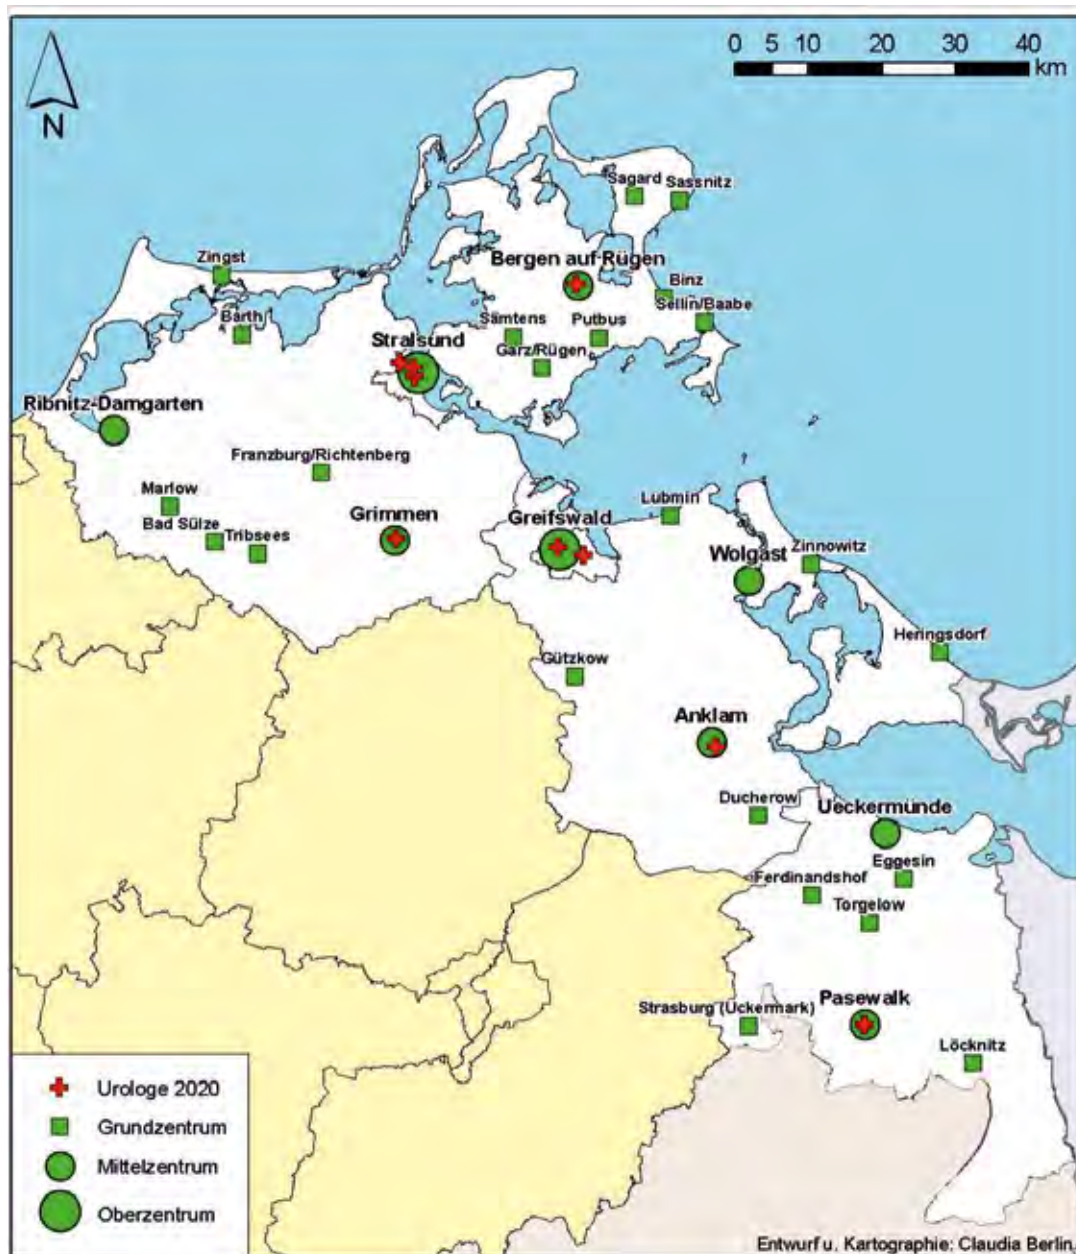 0 5 10 20 30 40
km
N
Sagard
Sassnitz
Zingst
Bergen auf Rügen
Binz
Barth
Sellin/Baabe
Stralsund
Samtens
Putbus
Garz/Rügen
Ribnitz-Damgarten
Franzburg/Richtenberg
Marlow
Lubmin
Bad Sülze
Grimmen
Greifswald
Tribsees
Wolgast
Zinnowitz
Heringsdorf
Gützkow
Anklam
Ducherow
Ueckermünde
Eggesin
Ferdinandshof
Torgelow
Pasewalk
Strasburg (Uckermark)
Löcknitz
Urologe 2020
Grundzentrum
Mittelzentrum
Oberzentrum
Entwurf u. Kartographie: Claudia Berlin